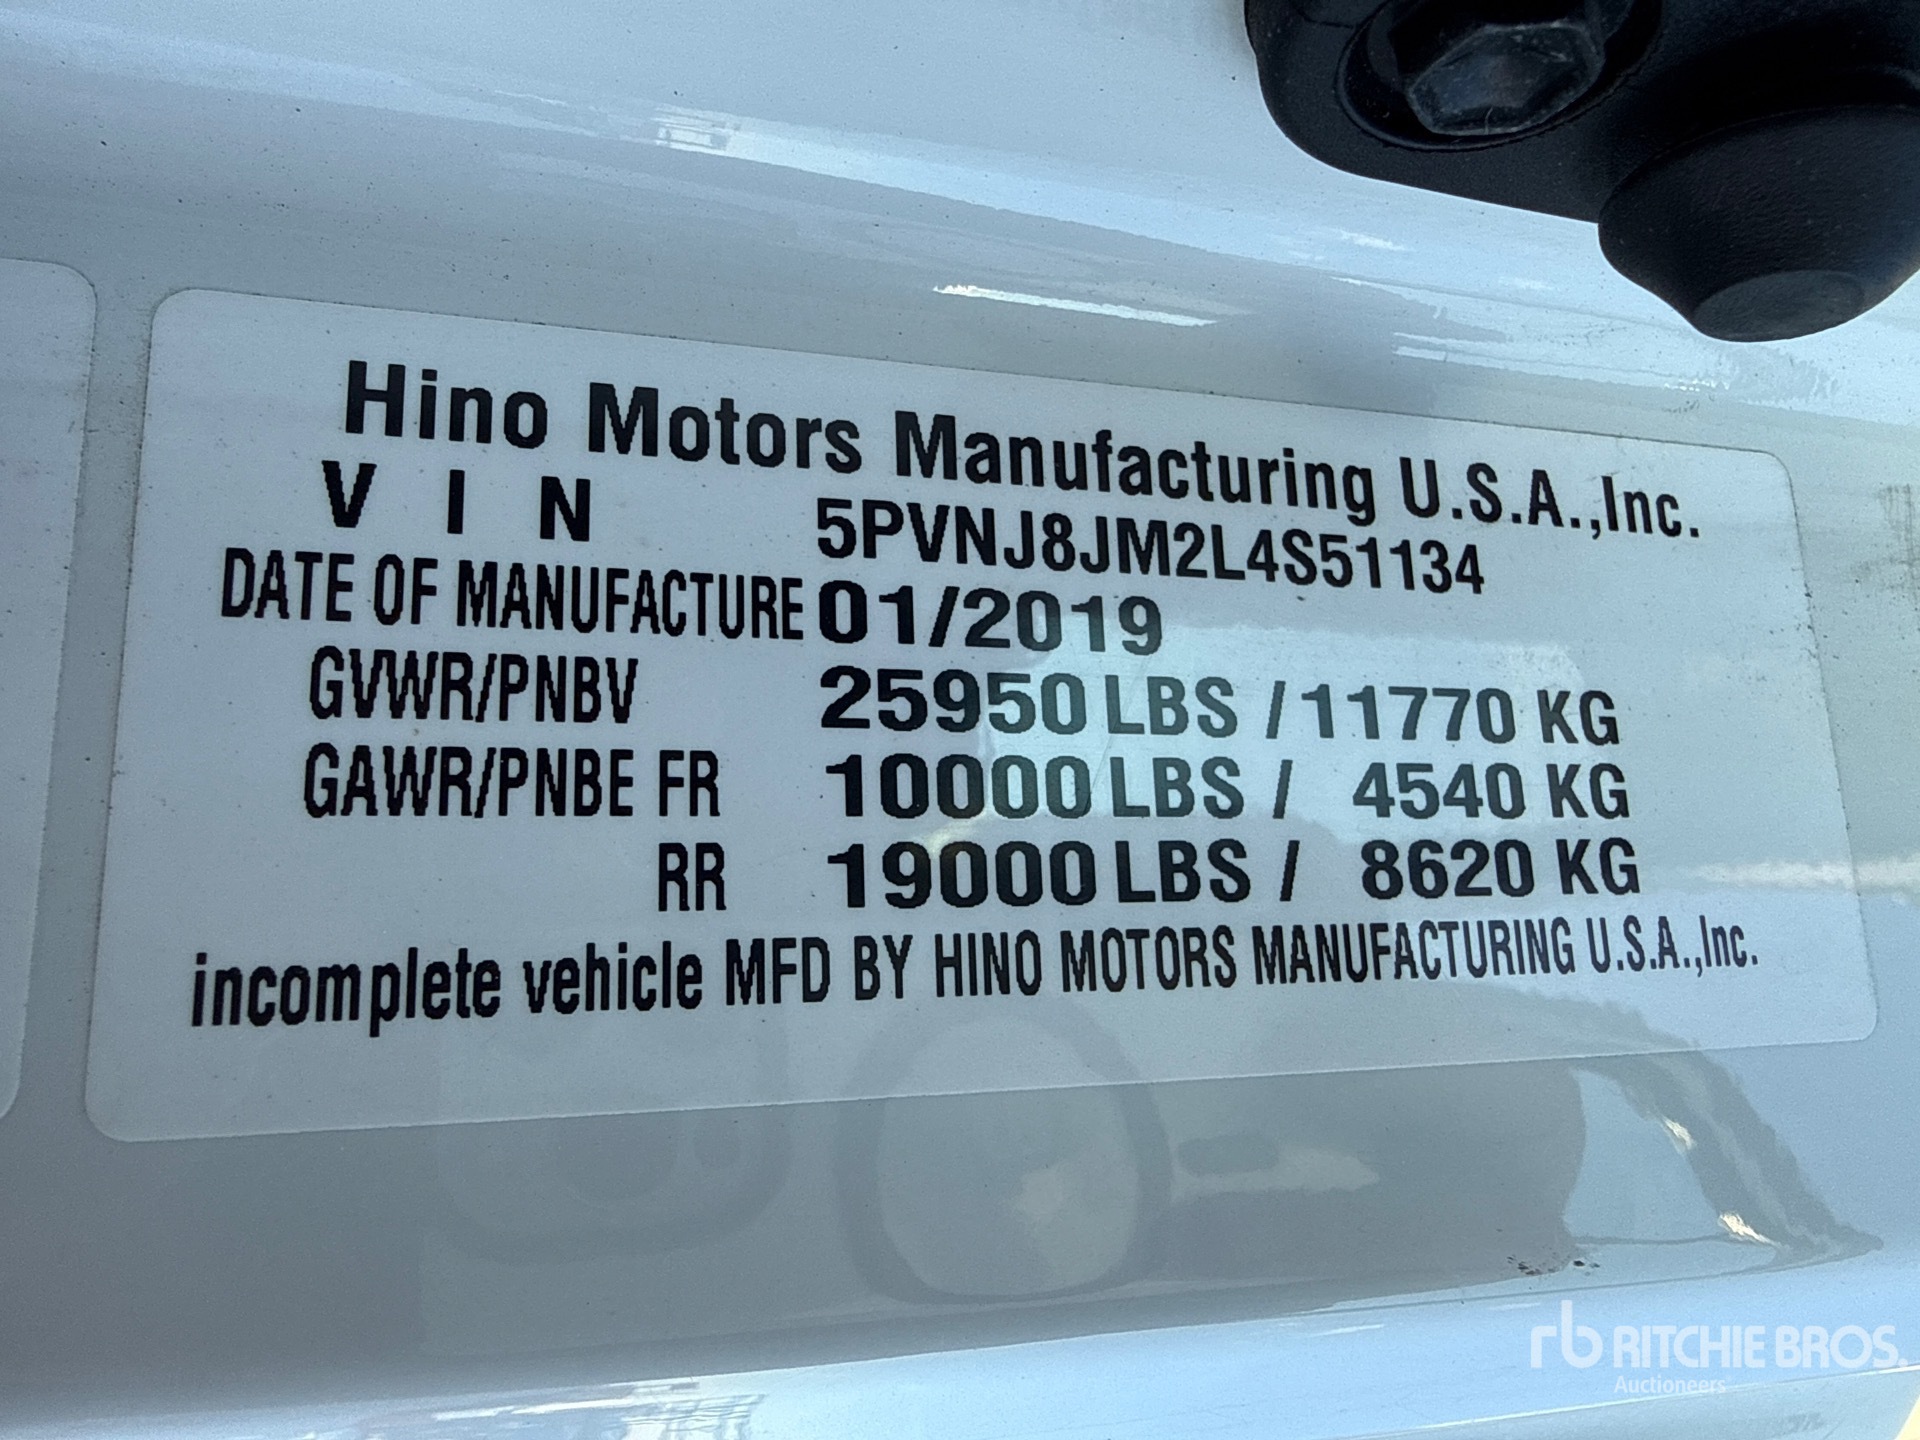 Hino Motors Manufacturing U.S.A.,Inc.
V I N 5PVNJ8JM2L4S51134
DATE OF MANUFACTURE 01/2019
GVWR/PNBV 25950 LBS / 11770 KG
GAWR/PNBE FR 10000 LBS / 4540 KG
RR 19000 LBS / 8620 KG
incomplete vehicle MFD BY HINO MOTORS MANUFACTURING U.S.A.,Inc.
rb RITCHIE BROS.
Auctioneers